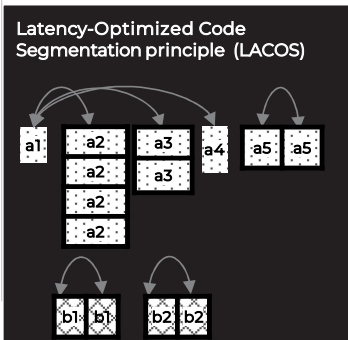 Latency-Optimized Code
Segmentation principle (LACOS)
a1 a2 a3 a4 a5 a5
a2 a3
a2
a2
b1 b1 b2 b2